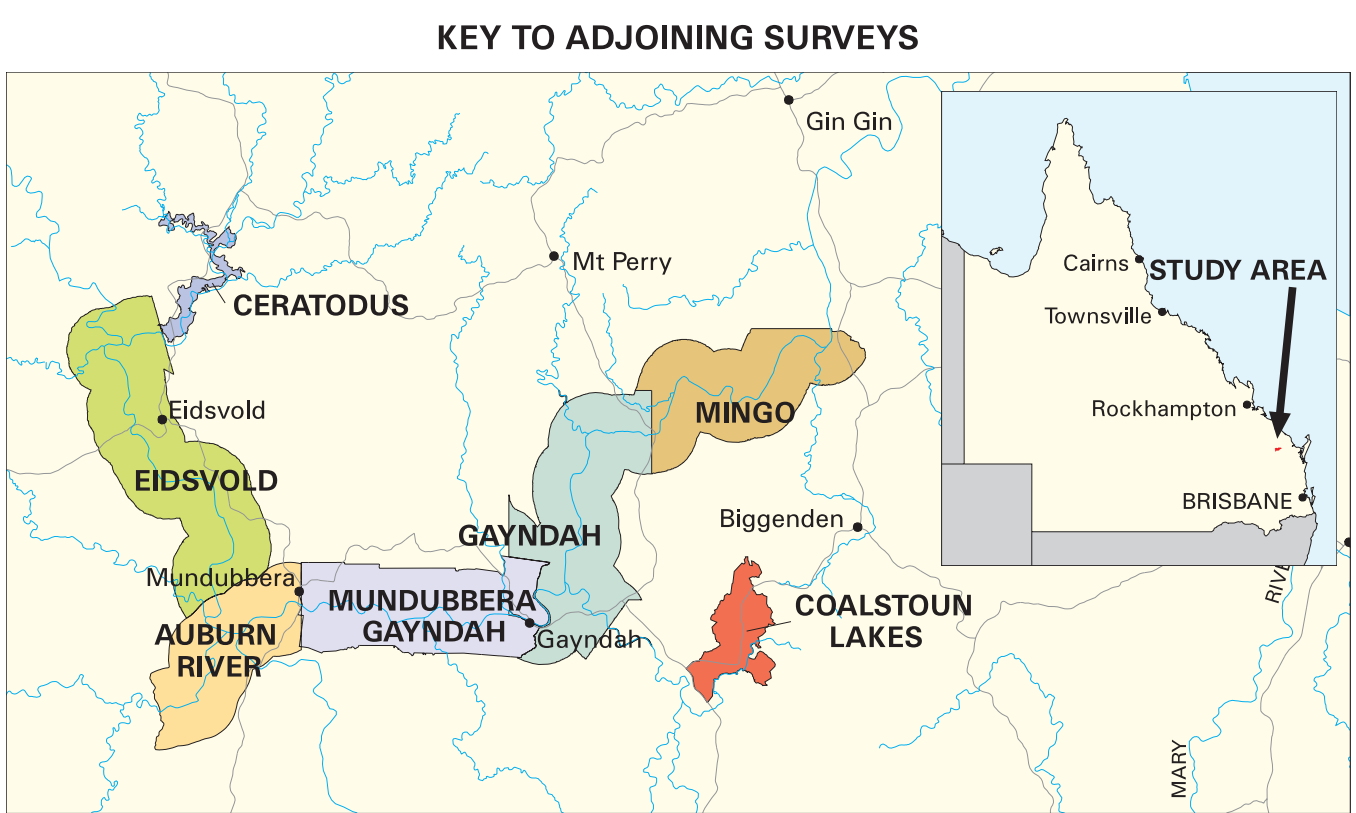 KEY TO ADJOINING SURVEYS
Gin Gin
Mt Perry
CERATODUS
Cairns
STUDY AREA
Townsville
Rockhampton
BRISBANE
Eidsvold
MINGO
EIDSVOLD
Biggenden
GAYNDAH
Mundubbera
MUNDUBBERA
GAYNDAH
Gayndah
COALSTOUN
LAKES
AUBURN
RIVER
MARY